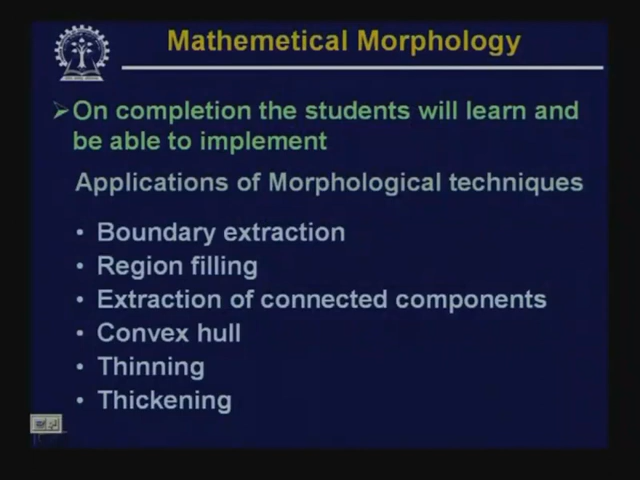 Mathemetical Morphology
➢On completion the students will learn and
be able to implement
Applications of Morphological techniques
• Boundary extraction
• Region filling
• Extraction of connected components
• Convex hull
• Thinning
• Thickening